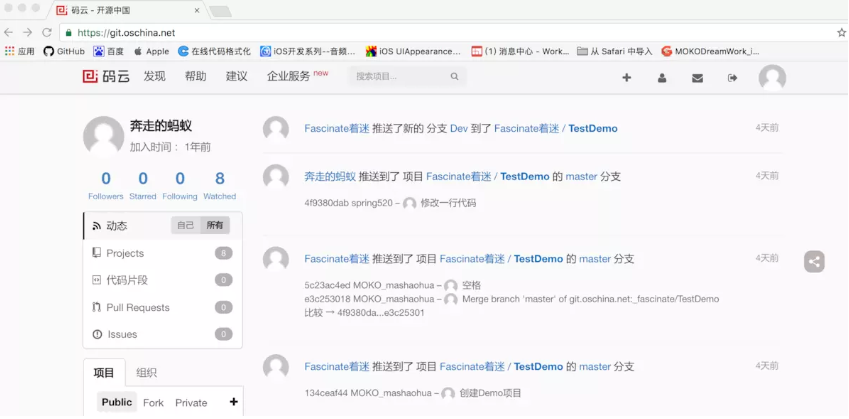 码云 - 开源中国
https://git.oschina.net
应用 GitHub 百度 Apple 在线代码格式化 iOS开发系列--音频... iOS UIAppearance... (1) 消息中心 - Work... 从 Safari 中导入 MOKODreamWork_i...
码云 发现 帮助 建议 企业服务 new 搜索项目...
奔走的蚂蚁
加入时间： 1年前
0 0 0 8
Followers Starred Following Watched
动态 自己 所有
Projects 8
代码片段 0
Pull Requests 0
Issues 0
项目 组织
Public Fork Private +
Fascinate着迷 推送了新的 分支 Dev 到了 Fascinate着迷 / TestDemo 4天前
奔走的蚂蚁 推送到了 项目 Fascinate着迷 / TestDemo 的 master 分支 4天前
4f9380dab spring520 – 修改一行代码
Fascinate着迷 推送到了 项目 Fascinate着迷 / TestDemo 的 master 分支 4天前
5c23ac4ed MOKO_mashaohua – 空格
e3c253018 MOKO_mashaohua – Merge branch 'master' of git.oschina.net:_fascinate/TestDemo
比较 → 4f9380da...e3c25301
Fascinate着迷 推送到了 项目 Fascinate着迷 / TestDemo 的 master 分支 4天前
134ceaf44 MOKO_mashaohua – 创建Demo项目